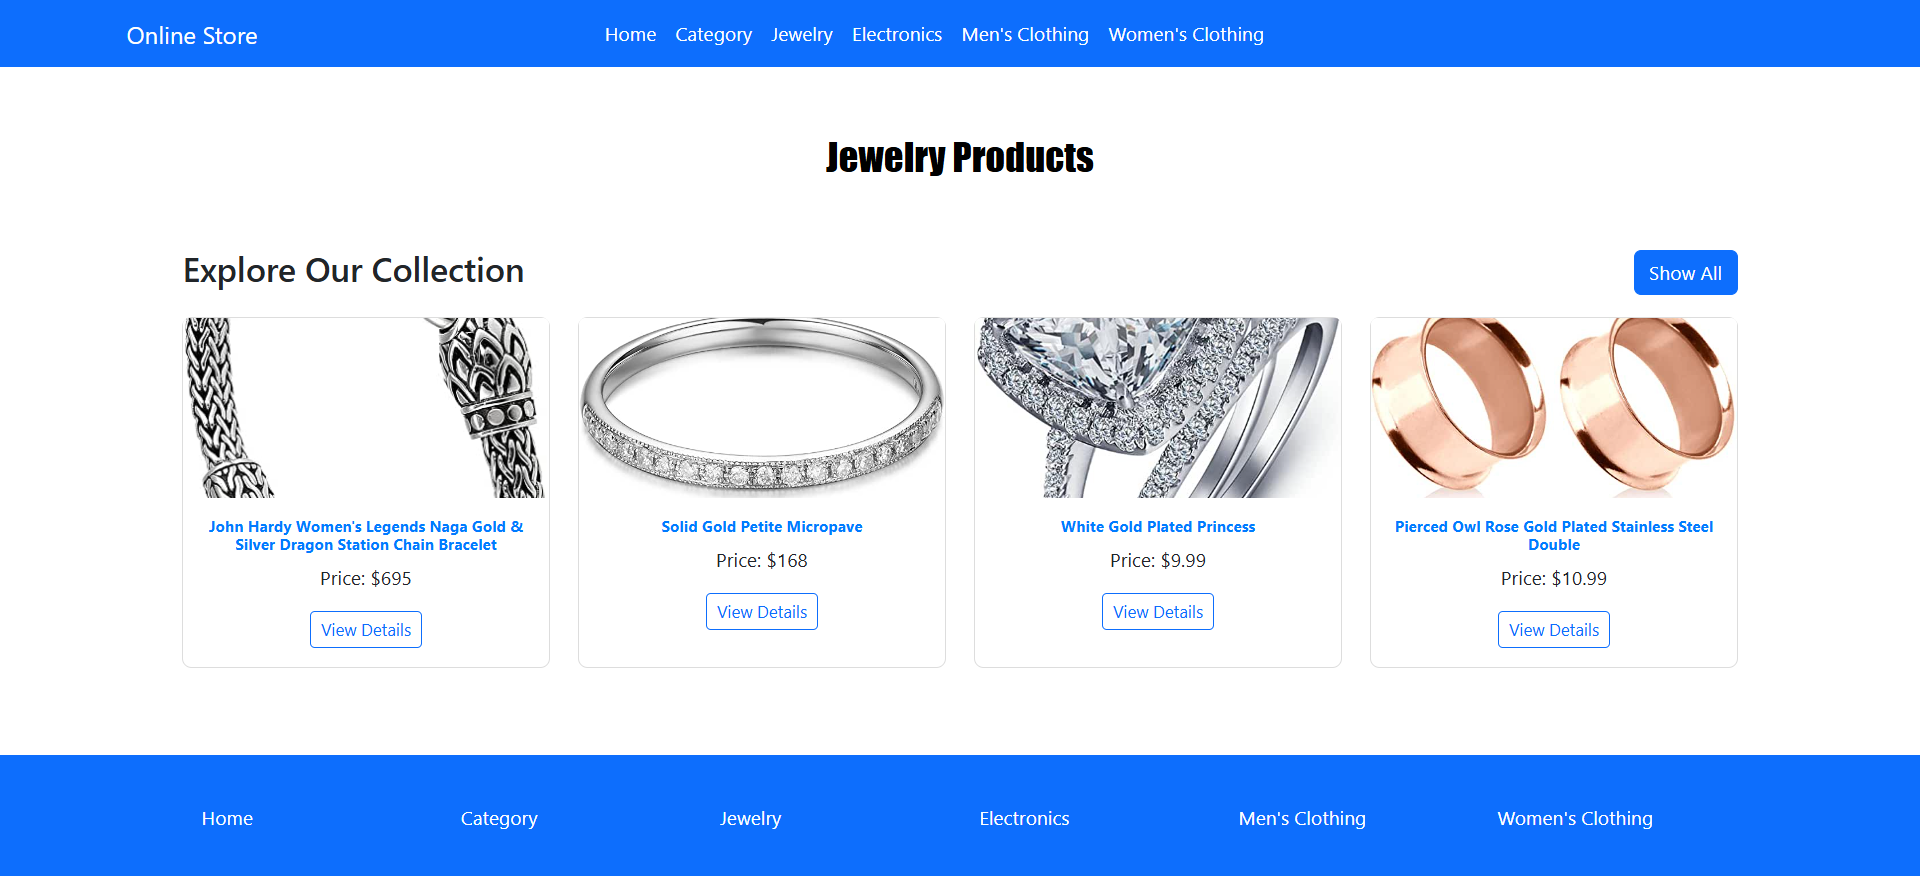 Online Store
Home Category Jewelry Electronics Men's Clothing Women's Clothing
Jewelry Products
Explore Our Collection
Show All
John Hardy Women's Legends Naga Gold &
Silver Dragon Station Chain Bracelet
Price: $695
View Details
Solid Gold Petite Micropave
Price: $168
View Details
White Gold Plated Princess
Price: $9.99
View Details
Pierced Owl Rose Gold Plated Stainless Steel
Double
Price: $10.99
View Details
Home Category Jewelry Electronics Men's Clothing Women's Clothing